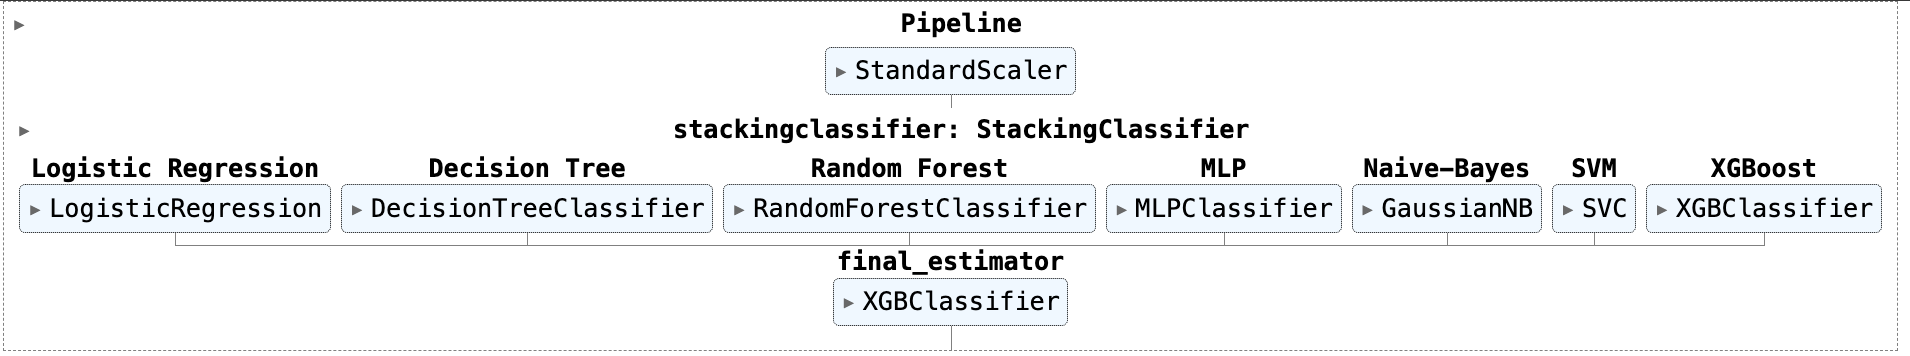 Pipeline
StandardScaler
stackingclassifier: StackingClassifier
Logistic Regression Decision Tree Random Forest MLP Naive-Bayes SVM XGBoost
LogisticRegression DecisionTreeClassifier RandomForestClassifier MLPClassifier GaussianNB SVC XGBClassifier
final_estimator
XGBClassifier